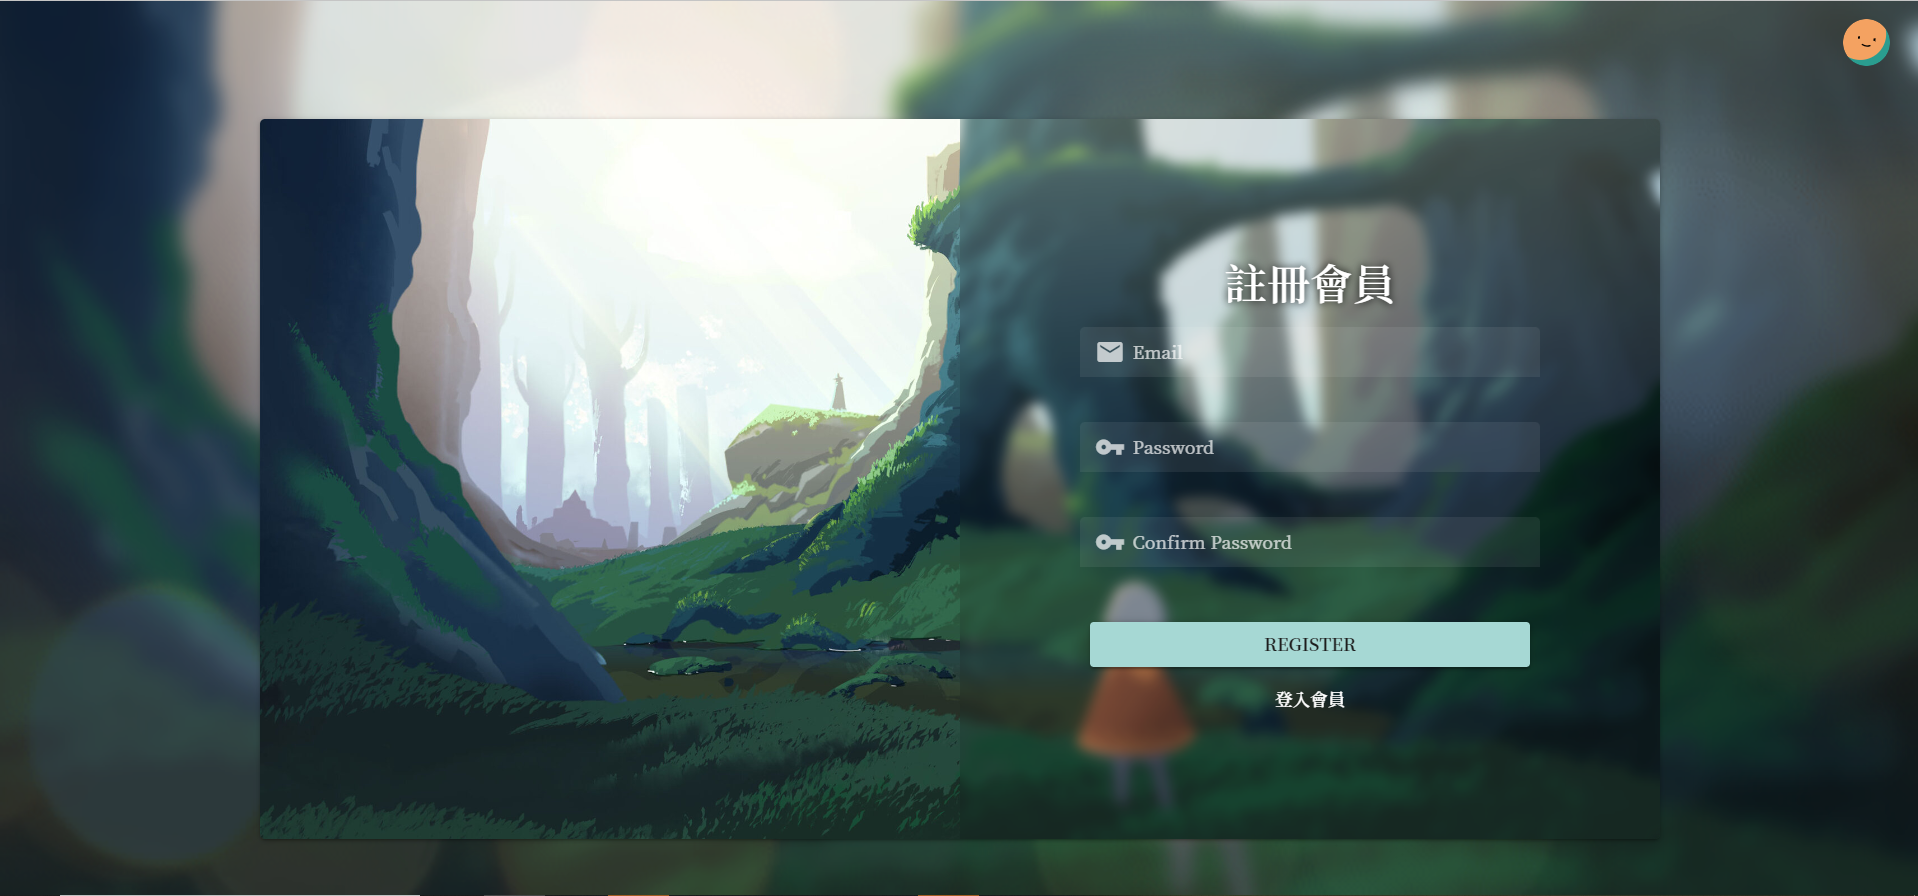 註冊會員
Email
Password
Confirm Password
REGISTER
登入會員